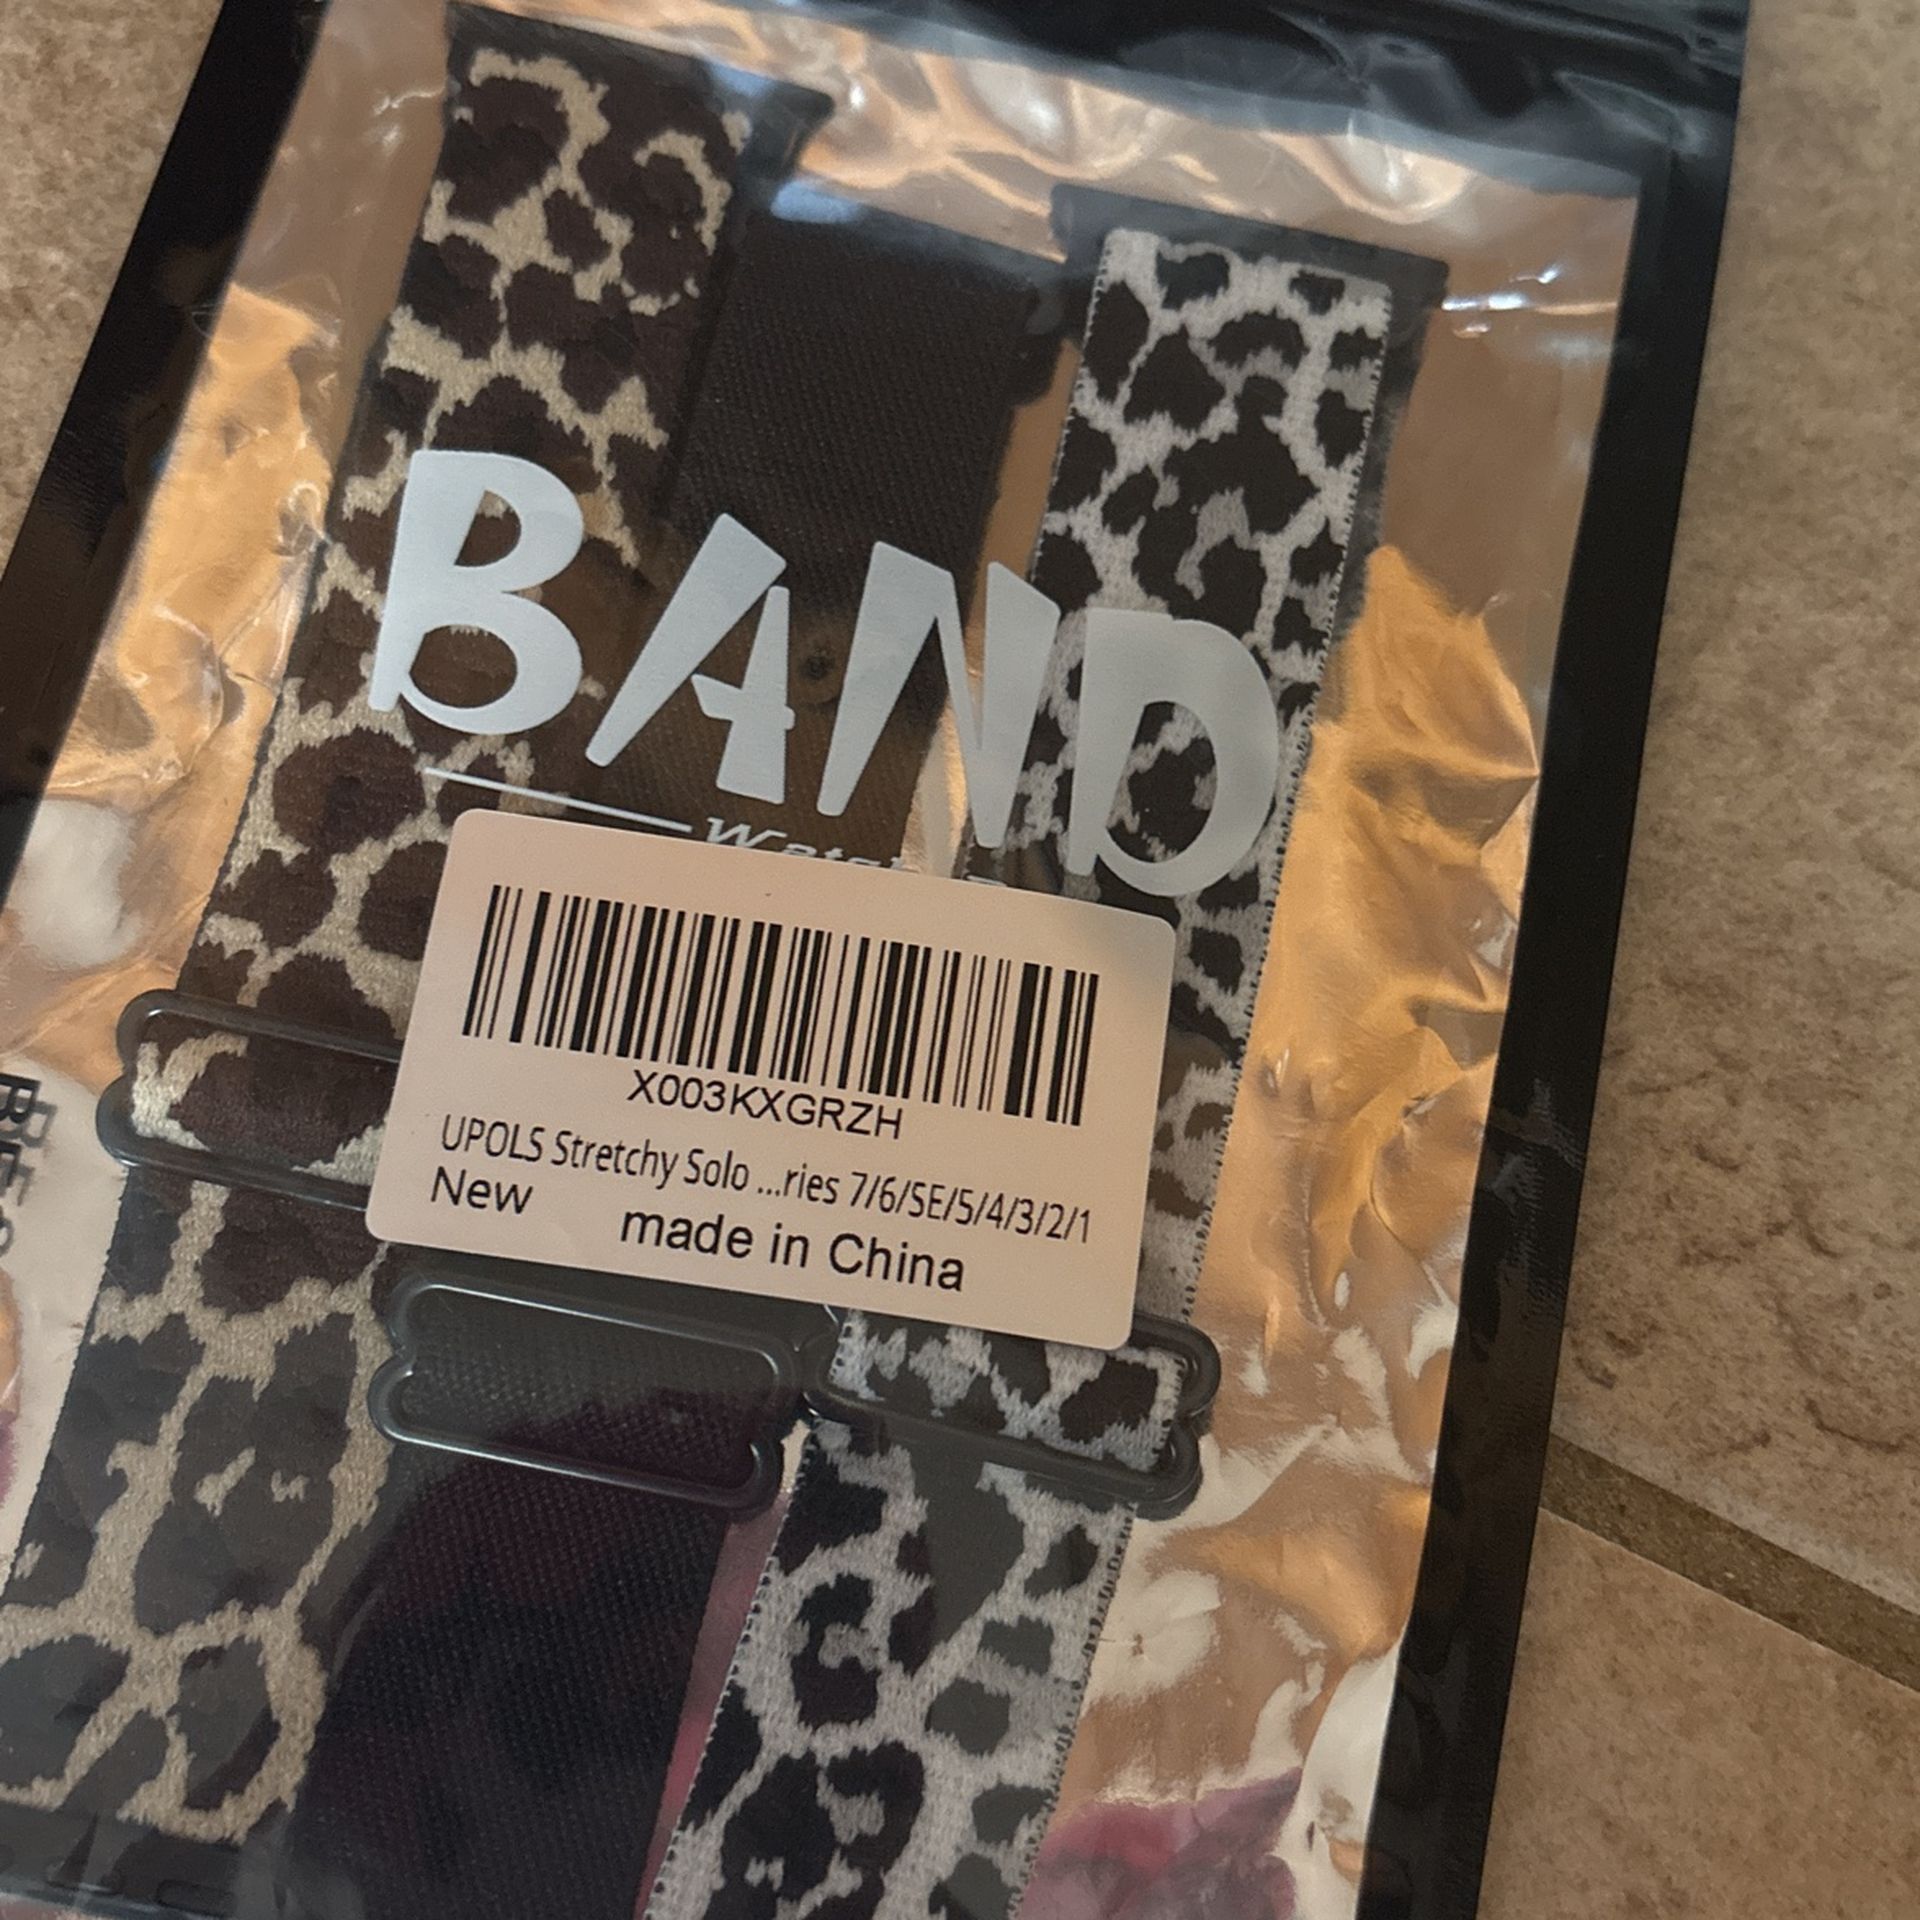 BAND
X003KXGRZH
UPOLS Stretchy Solo ...ries 7/6/SE/5/4/3/2/1
New
made in China